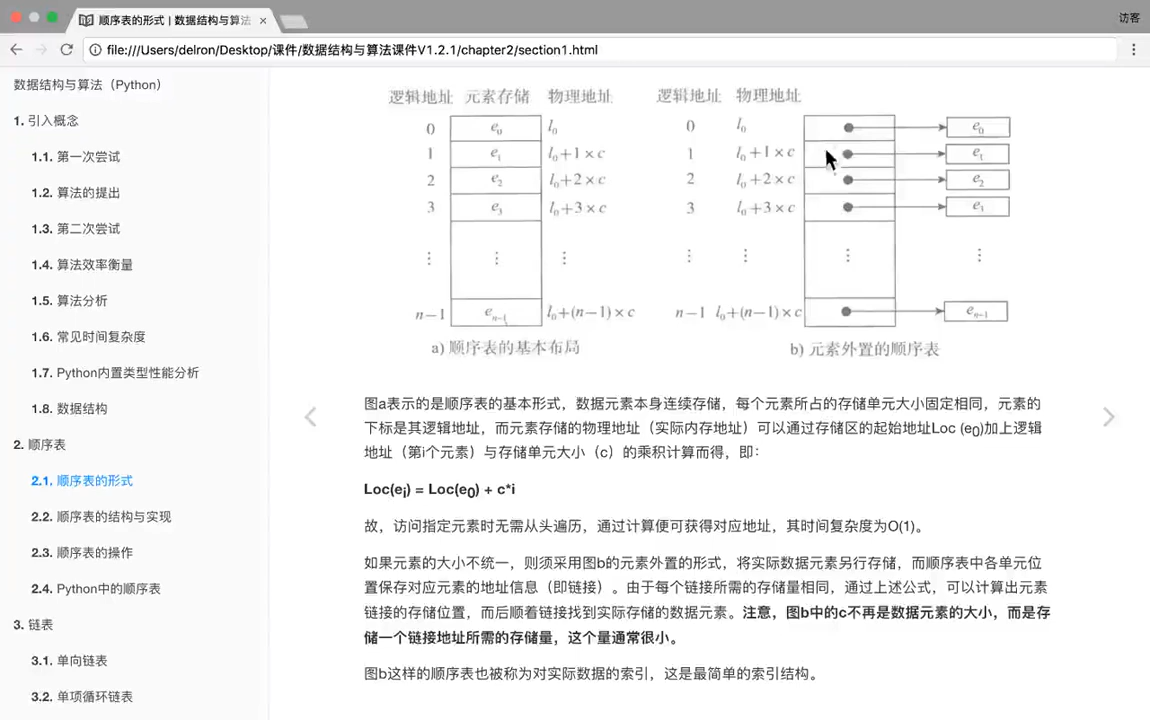 顺序表的形式 | 数据结构与算法
访客
file:///Users/delron/Desktop/课件/数据结构与算法课件V1.2.1/chapter2/section1.html
数据结构与算法（Python）
1. 引入概念
1.1. 第一次尝试
1.2. 算法的提出
1.3. 第二次尝试
1.4. 算法效率衡量
1.5. 算法分析
1.6. 常见时间复杂度
1.7. Python内置类型性能分析
1.8. 数据结构
2. 顺序表
2.1. 顺序表的形式
2.2. 顺序表的结构与实现
2.3. 顺序表的操作
2.4. Python中的顺序表
3. 链表
3.1. 单向链表
3.2. 单项循环链表
逻辑地址 元素存储 物理地址
0 e₀ l₀
1 e₁ l₀+1×c
2 e₂ l₀+2×c
3 e₃ l₀+3×c
⋮ ⋮ ⋮
n−1 eₙ₋₁ l₀+(n−1)×c
a) 顺序表的基本布局
逻辑地址 物理地址
0 l₀ e₀
1 l₀+1×c e₁
2 l₀+2×c e₂
3 l₀+3×c e₃
⋮ ⋮ ⋮ ⋮
n−1 l₀+(n−1)×c eₙ₋₁
b) 元素外置的顺序表
图a表示的是顺序表的基本形式，数据元素本身连续存储，每个元素所占的存储单元大小固定相同，元素的
下标是其逻辑地址，而元素存储的物理地址（实际内存地址）可以通过存储区的起始地址Loc (e₀)加上逻辑
地址（第i个元素）与存储单元大小（c）的乘积计算而得，即：
Loc(eᵢ) = Loc(e₀) + c*i
故，访问指定元素时无需从头遍历，通过计算便可获得对应地址，其时间复杂度为O(1)。
如果元素的大小不统一，则须采用图b的元素外置的形式，将实际数据元素另行存储，而顺序表中各单元位
置保存对应元素的地址信息（即链接）。由于每个链接所需的存储量相同，通过上述公式，可以计算出元素
链接的存储位置，而后顺着链接找到实际存储的数据元素。注意，图b中的c不再是数据元素的大小，而是存
储一个链接地址所需的存储量，这个量通常很小。
图b这样的顺序表也被称为对实际数据的索引，这是最简单的索引结构。